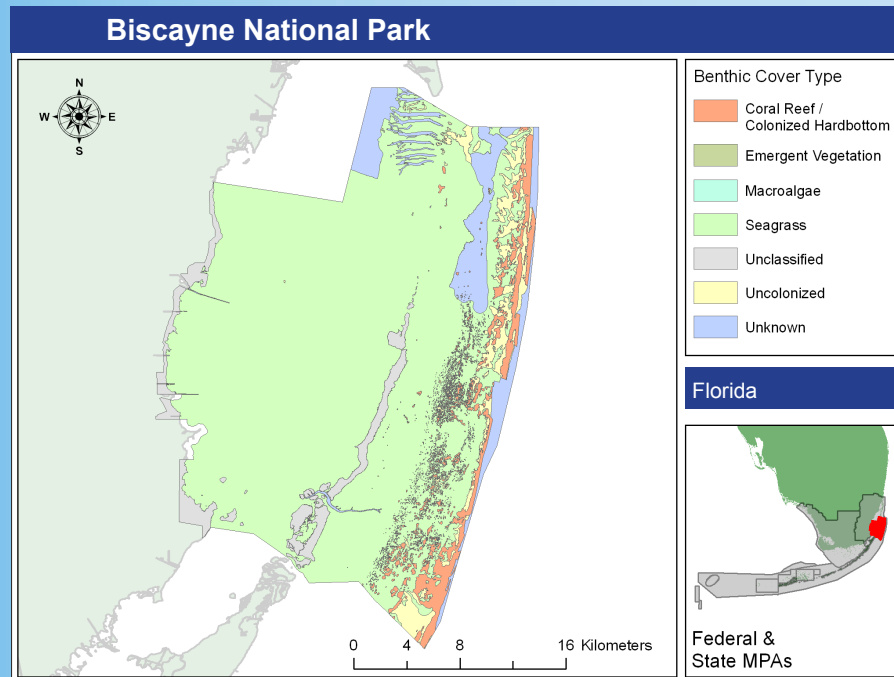 Biscayne National Park
N
W
E
S
0
4
8
16 Kilometers
Benthic Cover Type
Coral Reef /
Colonized Hardbottom
Emergent Vegetation
Macroalgae
Seagrass
Unclassified
Uncolonized
Unknown
Florida
Federal &
State MPAs